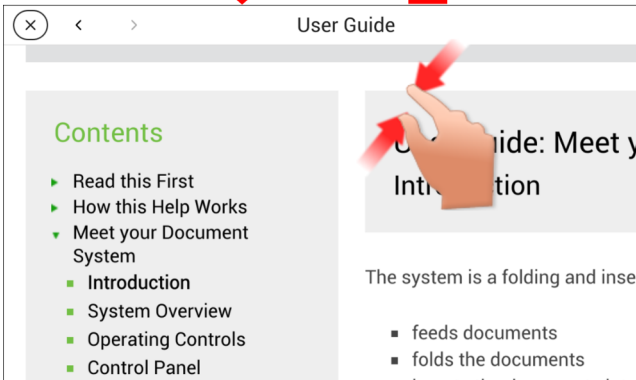 User Guide
Contents
Read this First
How this Help Works
Meet your Document
System
Introduction
System Overview
Operating Controls
Control Panel
ide: Meet y
Int tion
The system is a folding and inse
feeds documents
folds the documents